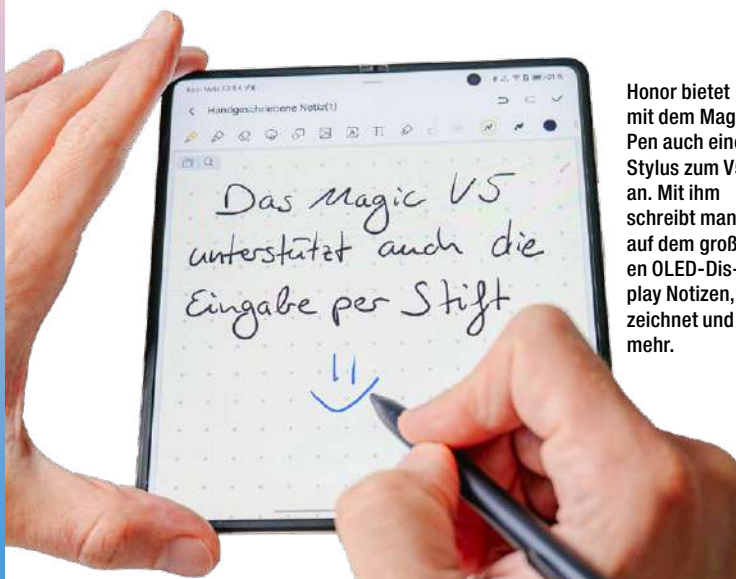 Handgeschriebene Notiz(1)
Das Magic V5
unterstützt auch die
Eingabe per Stift
Honor bietet
mit dem Mag
Pen auch eine
Stylus zum V5
an. Mit ihm
schreibt man
auf dem groß
en OLED-Dis-
play Notizen,
zeichnet und
mehr.